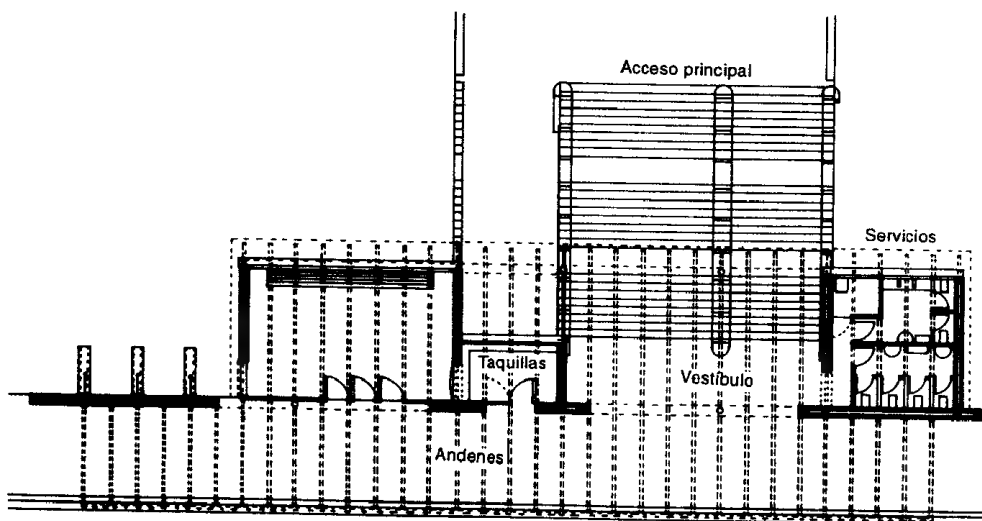 Acceso principal
Servicios
Taquillas
Vestíbulo
Andenes